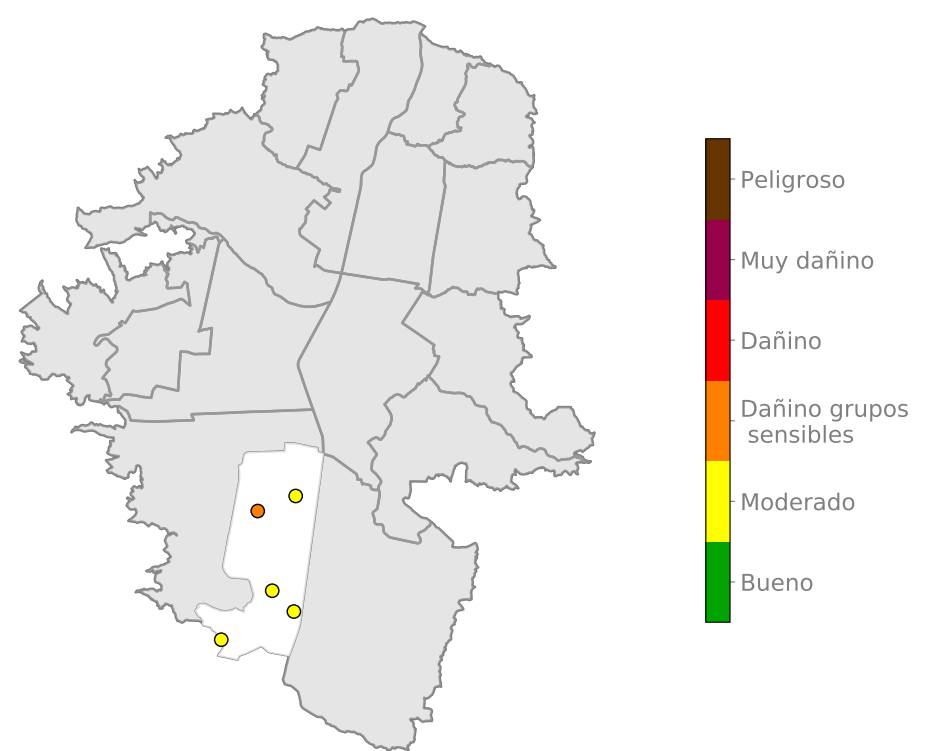 Peligroso
Muy dañino
Dañino
Dañino grupos
sensibles
Moderado
Bueno